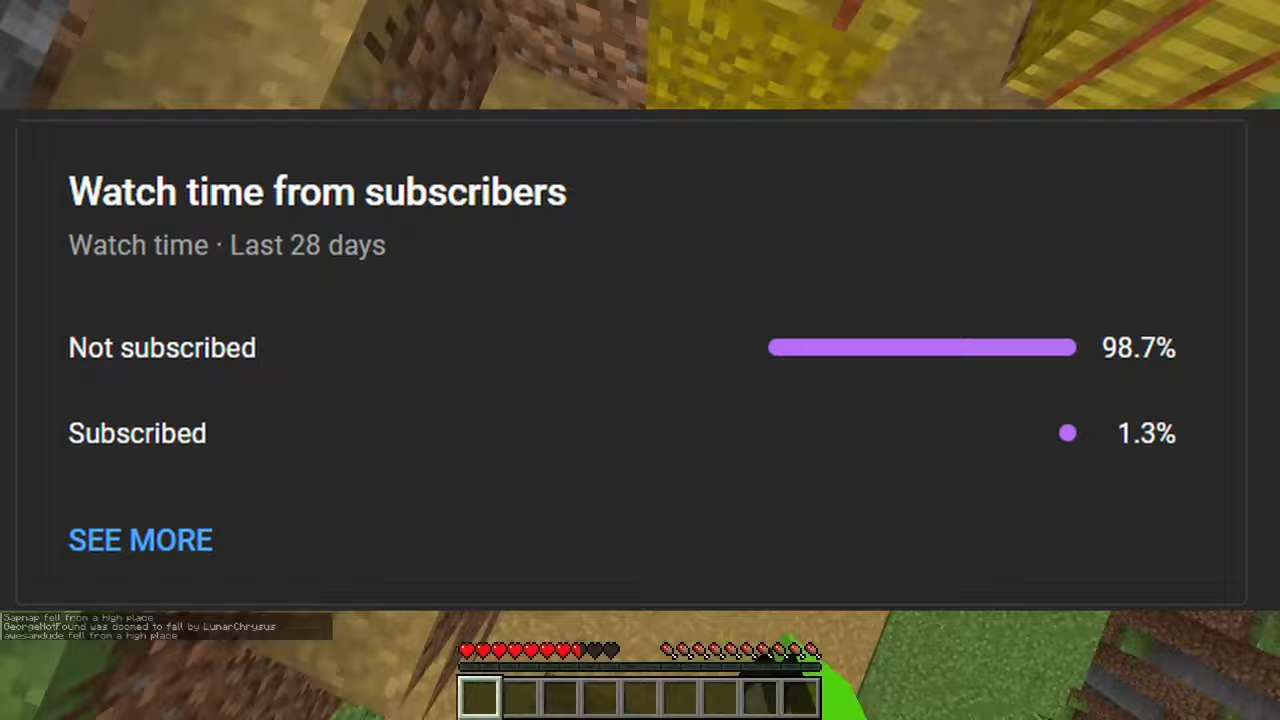 Watch time from subscribers
Watch time · Last 28 days
Not subscribed 98.7%
Subscribed 1.3%
SEE MORE
Sapnap fell from a high place
GeorgeNotFound was doomed to fall by LunarChrysus
awesamdude fell from a high place